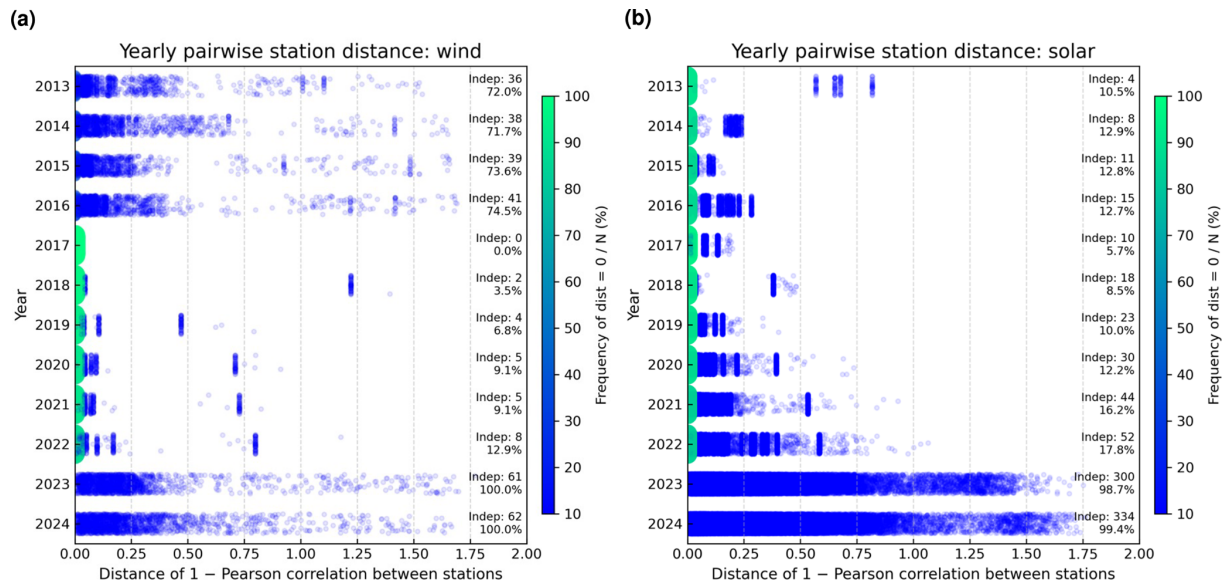 (a)
Yearly pairwise station distance: wind
Year
2013
2014
2015
2016
2017
2018
2019
2020
2021
2022
2023
2024
Indep: 36
72.0%
Indep: 38
71.7%
Indep: 39
73.6%
Indep: 41
74.5%
Indep: 0
0.0%
Indep: 2
3.5%
Indep: 4
6.8%
Indep: 5
9.1%
Indep: 5
9.1%
Indep: 8
12.9%
Indep: 61
100.0%
Indep: 62
100.0%
0.00 0.25 0.50 0.75 1.00 1.25 1.50 1.75 2.00
Distance of 1 − Pearson correlation between stations
100
90
80
70
60
50
40
30
20
10
Frequency of dist = 0 / N (%)
(b)
Yearly pairwise station distance: solar
Year
2013
2014
2015
2016
2017
2018
2019
2020
2021
2022
2023
2024
Indep: 4
10.5%
Indep: 8
12.9%
Indep: 11
12.8%
Indep: 15
12.7%
Indep: 10
5.7%
Indep: 18
8.5%
Indep: 23
10.0%
Indep: 30
12.2%
Indep: 44
16.2%
Indep: 52
17.8%
Indep: 300
98.7%
Indep: 334
99.4%
0.00 0.25 0.50 0.75 1.00 1.25 1.50 1.75 2.00
Distance of 1 − Pearson correlation between stations
100
90
80
70
60
50
40
30
20
10
Frequency of dist = 0 / N (%)